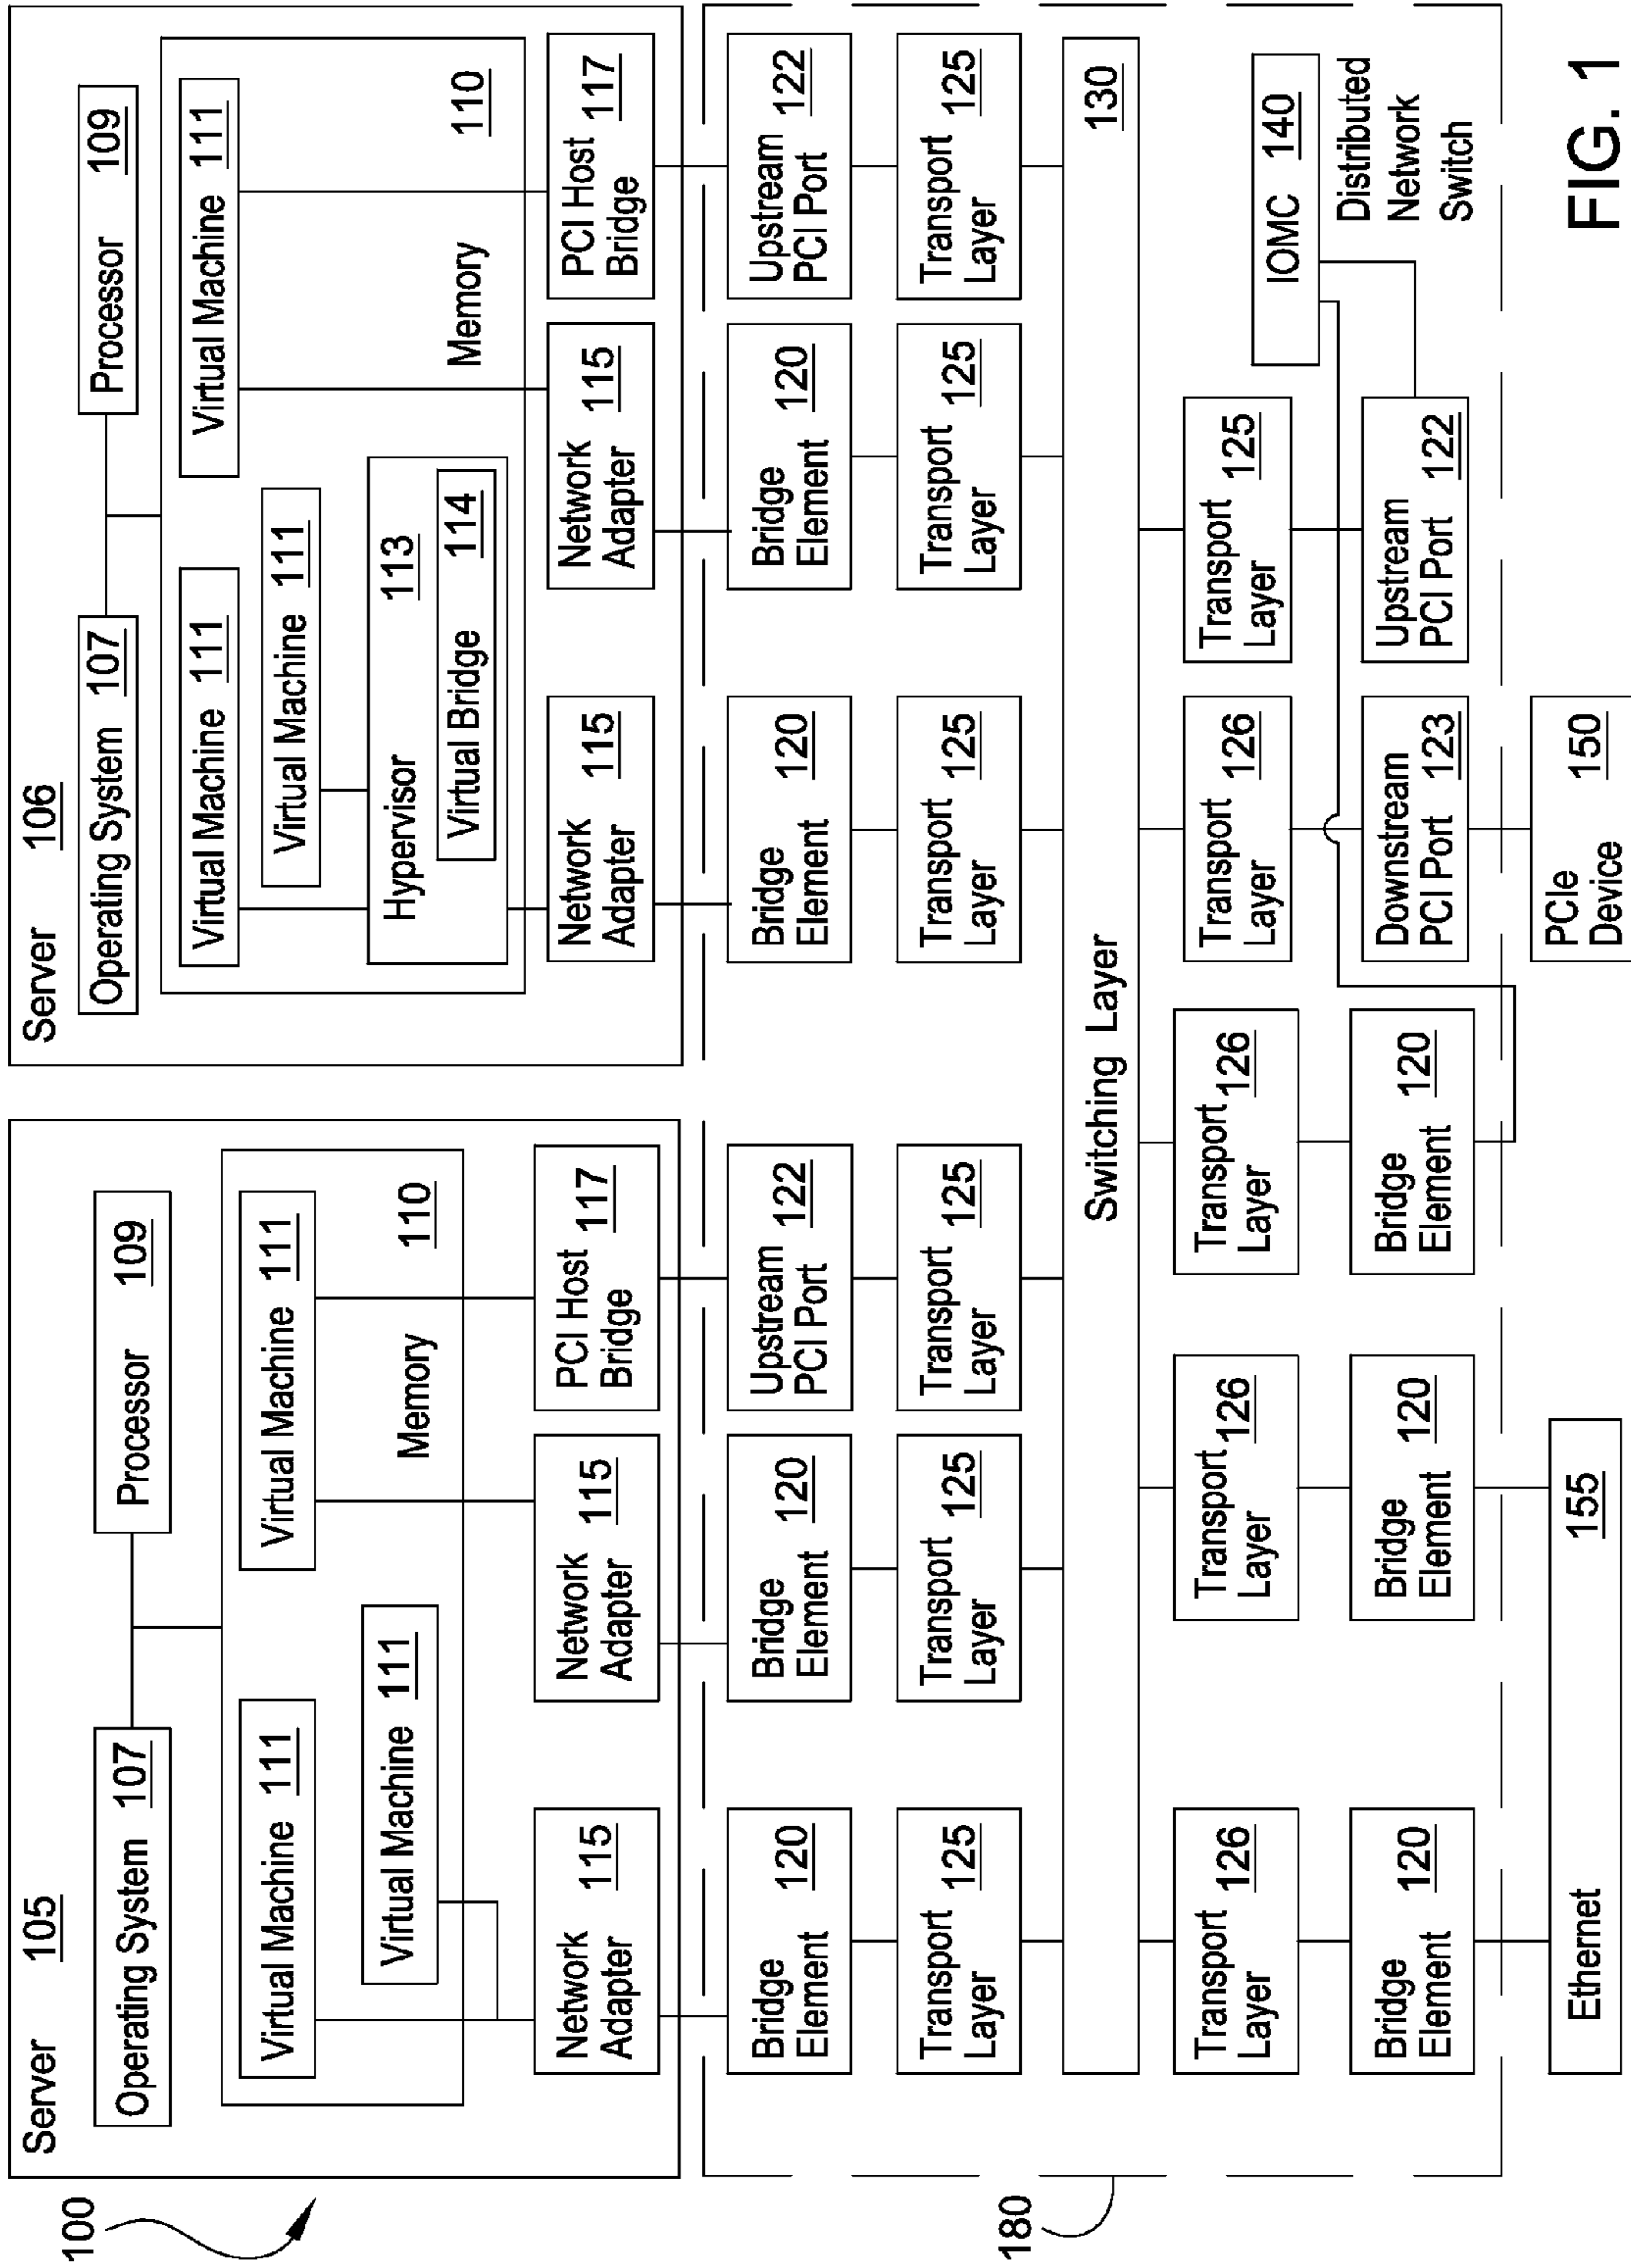 100
Server 105
Operating System 107
Processor 109
Virtual Machine 111
Virtual Machine 111
Virtual Machine 111
Memory 110
Network
Adapter 115
Network
Adapter 115
PCI Host
Bridge 117
Server 106
Operating System 107
Processor 109
Virtual Machine 111
Virtual Machine 111
Virtual Machine 111
Hypervisor 113
Virtual Bridge 114
Memory 110
Network
Adapter 115
Network
Adapter 115
PCI Host
Bridge 117
180
Bridge
Element 120
Bridge
Element 120
Upstream
PCI Port 122
Bridge
Element 120
Bridge
Element 120
Upstream
PCI Port 122
Transport
Layer 125
Transport
Layer 125
Transport
Layer 125
Transport
Layer 125
Transport
Layer 125
Transport
Layer 125
Switching Layer 130
Transport
Layer 126
Transport
Layer 126
Transport
Layer 126
Transport
Layer 126
Transport
Layer 125
IOMC 140
Bridge
Element 120
Bridge
Element 120
Bridge
Element 120
Downstream
PCI Port 123
Upstream
PCI Port 122
Distributed
Network
Switch
Ethernet 155
PCIe
Device 150
FIG. 1